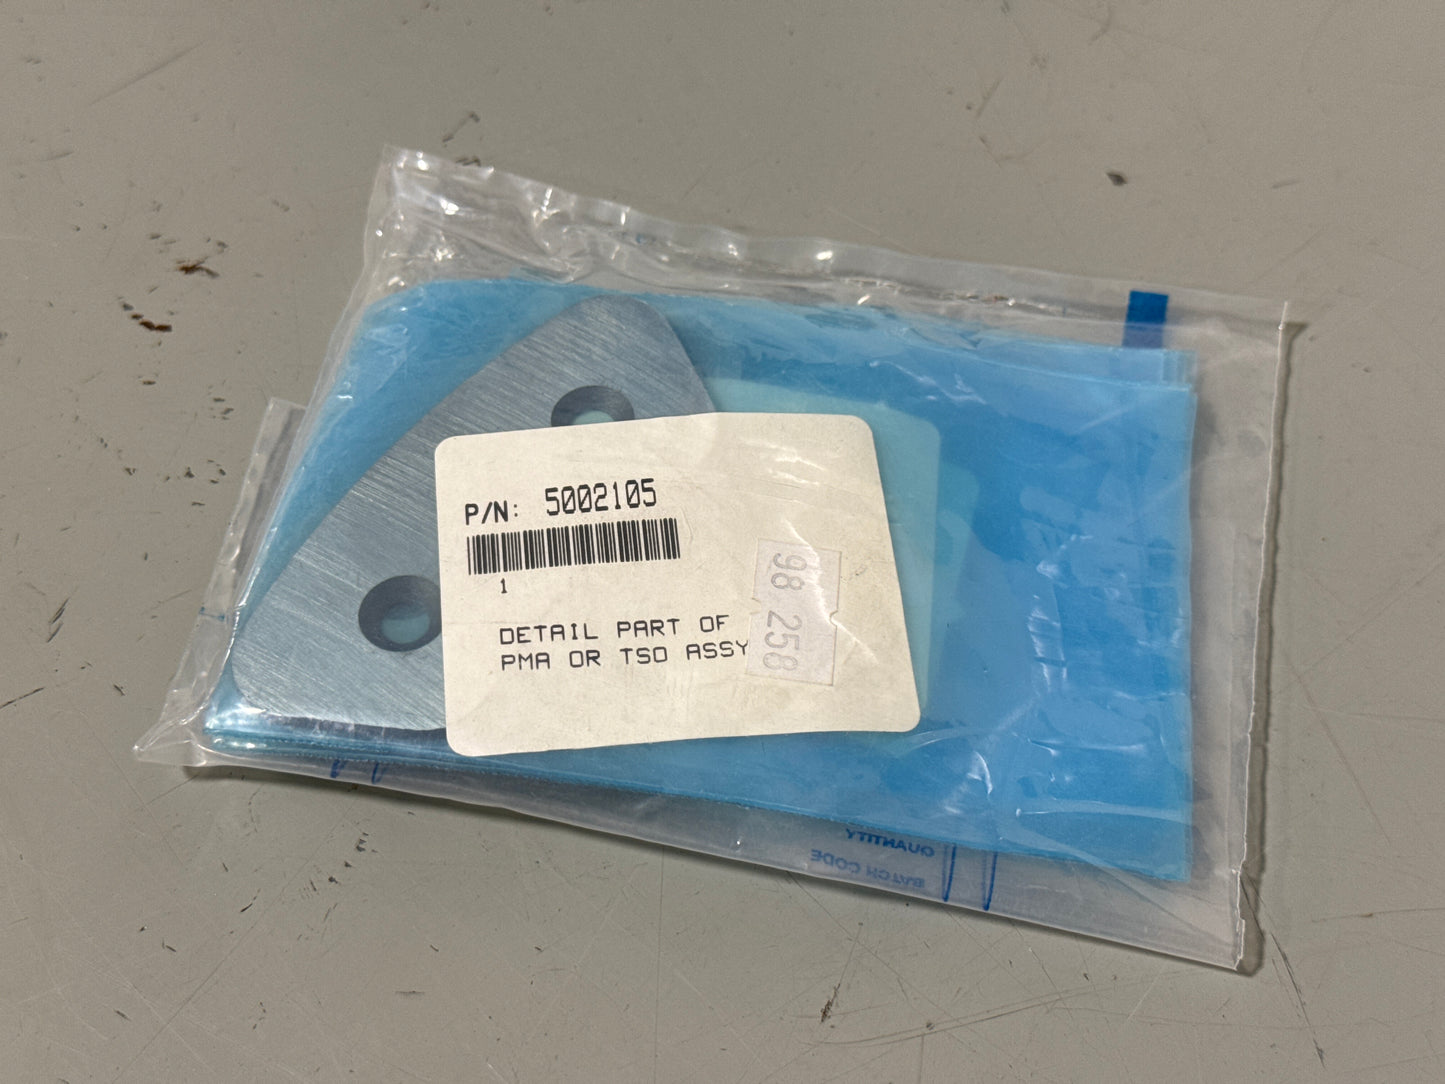 P/N: 5002105
1
DETAIL PART OF
PMA OR TSO ASSY
98 258
QUANTITY
BATCH CODE